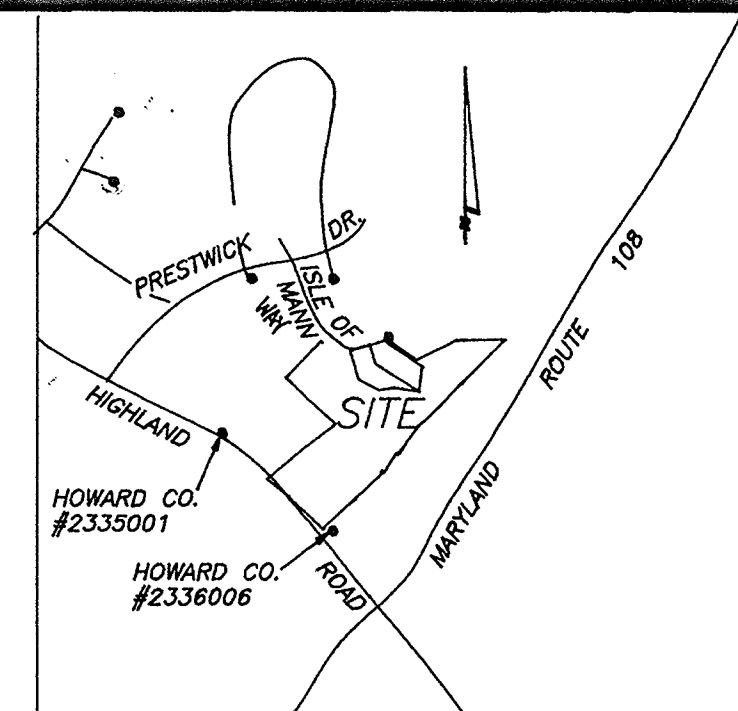 PRESTWICK DR.
ISLE OF
MANN
WAY
108
ROUTE
MARYLAND
HIGHLAND
SITE
HOWARD CO.
#2335001
HOWARD CO.
#2336006
ROAD